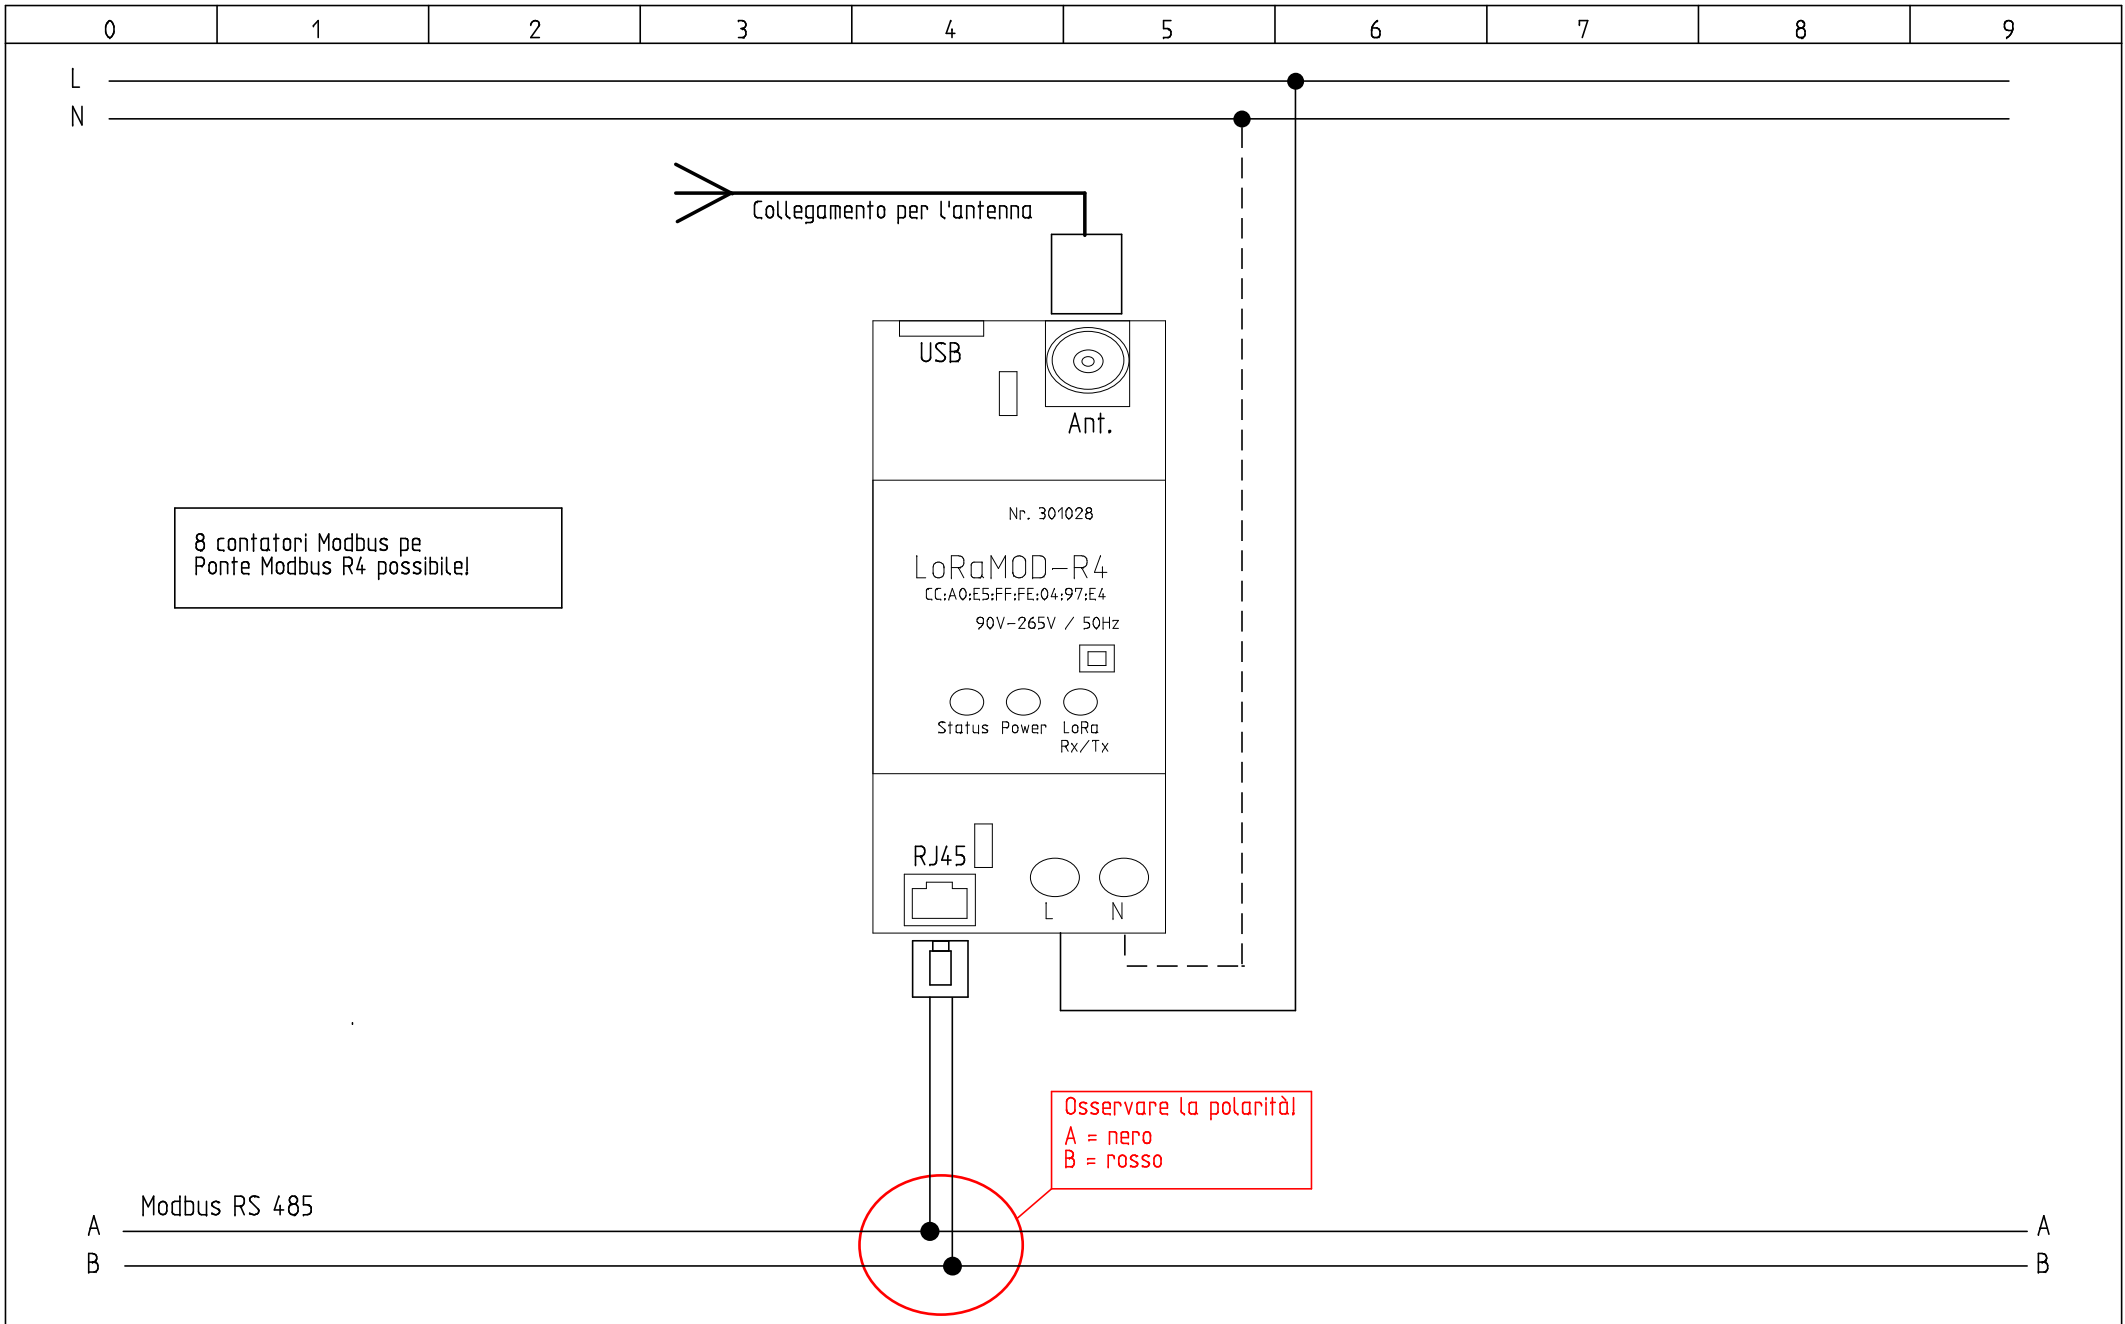 0 1 2 3 4 5 6 7 8 9
L
N
Collegamento per l'antenna
USB
Ant.
Nr. 301028
8 contatori Modbus pe
Ponte Modbus R4 possibile!
LoRaMOD-R4
CC:A0:E5:FF:FE:04:97:E4
90V-265V / 50Hz
Status Power LoRa
Rx/Tx
RJ45
L N
Osservare la polarità!
A = nero
B = rosso
Modbus RS 485
A A
B B